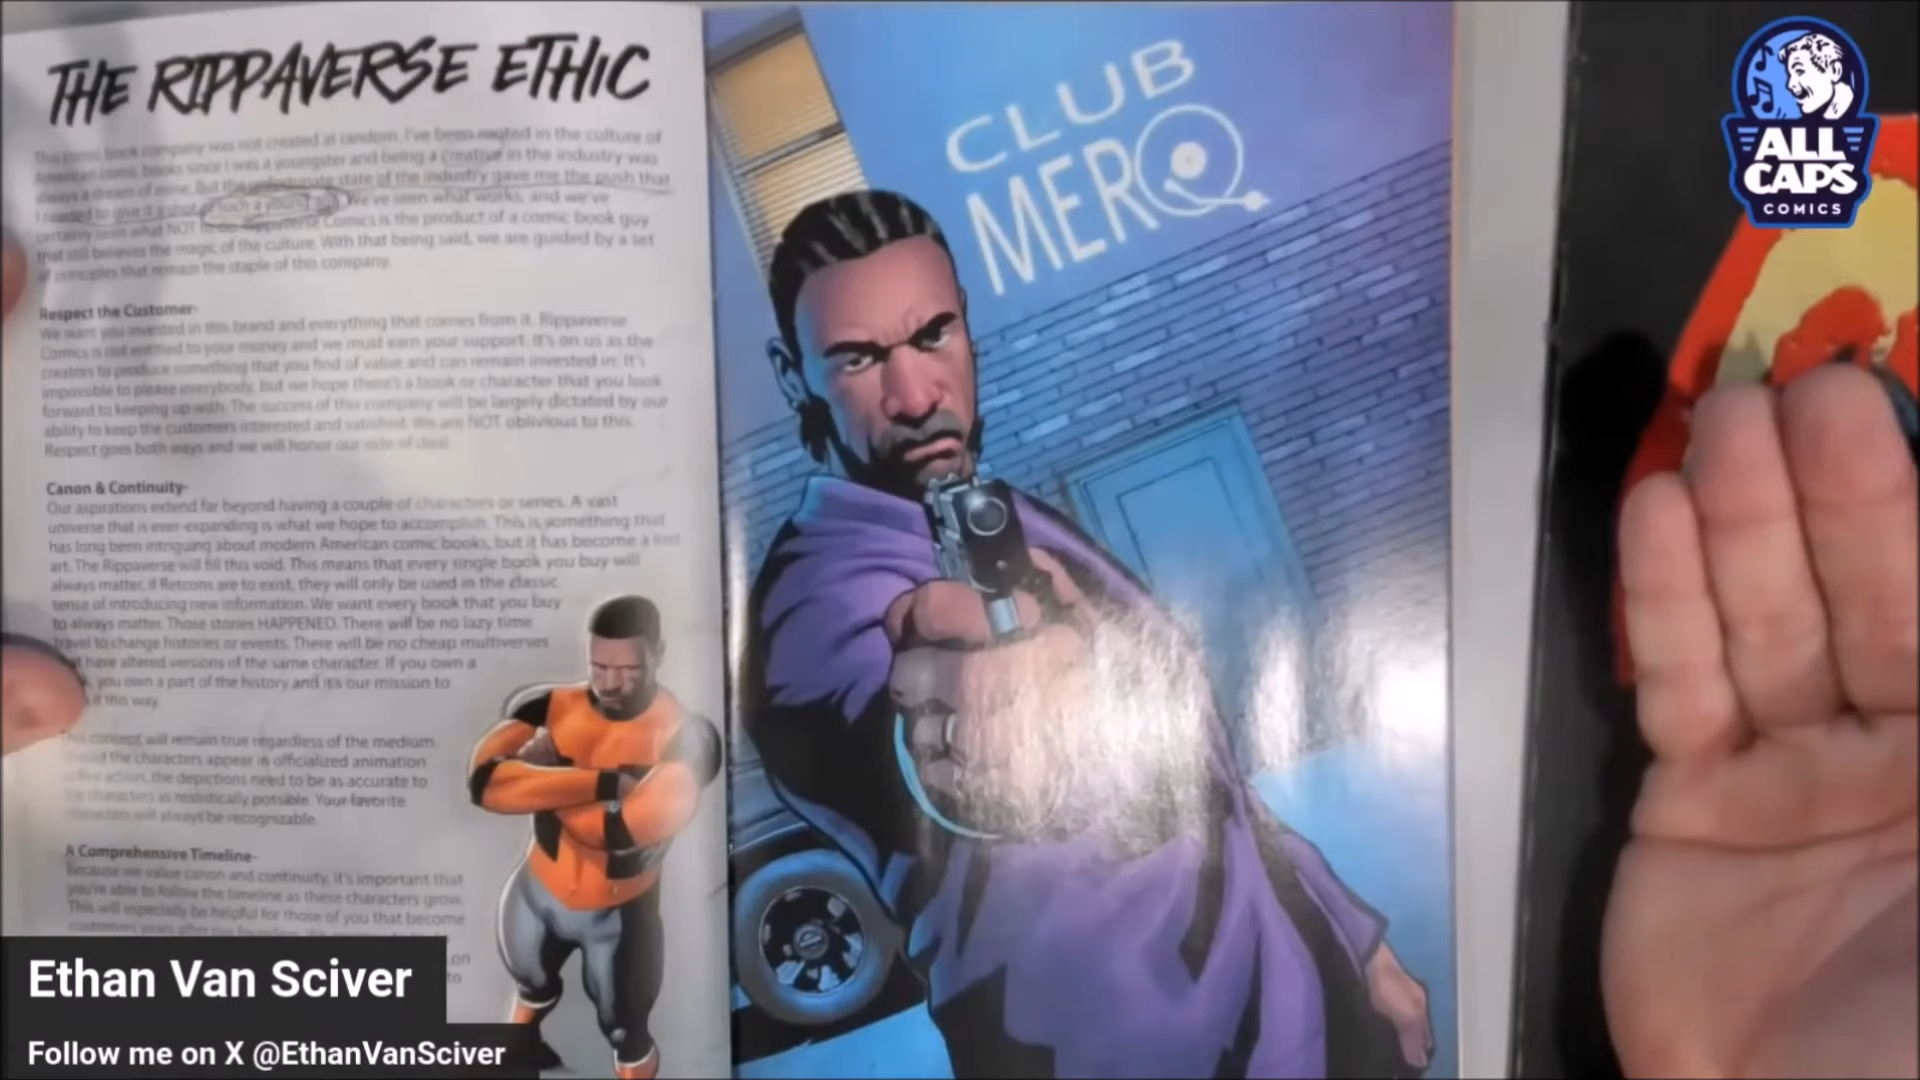 THE RIPPAVERSE ETHIC
This comic book company was not created at random. I've been rooted in the culture of
American comic books since I was a youngster and being a creative in the industry was
always a dream of mine. But the unfortunate state of the industry gave me the push that
I needed to give it a shot such a young We've seen what works, and we've
certainly seen what NOT to do. Rippaverse Comics is the product of a comic book guy
that still believes the magic of the culture. With that being said, we are guided by a set
of principles that remain the staple of this company.
Respect the Customer-
We want you invested in this brand and everything that comes from it. Rippaverse
Comics is not entitled to your money and we must earn your support. It's on us as the
creators to produce something that you find of value and can remain invested in. It's
impossible to please everybody, but we hope there's a book or character that you look
forward to keeping up with. The success of this company will be largely dictated by our
ability to keep the customers interested and satisfied. We are NOT oblivious to this.
Respect goes both ways and we will honor our side of deal.
Canon & Continuity-
Our aspirations extend far beyond having a couple of characters or series. A vast
universe that is ever-expanding is what we hope to accomplish. This is something that
has long been intriguing about modern American comic books, but it has become a lost
art. The Rippaverse will fill this void. This means that every single book you buy will
always matter. If Retcons are to exist, they will only be used in the classic
sense of introducing new information. We want every book that you buy
to always matter. Those stories HAPPENED. There will be no lazy time
travel to change histories or events. There will be no cheap multiverses
have altered versions of the same character. If you own a
you own a part of the history and it's our mission to
it this way.
This concept will remain true regardless of the medium.
the characters appear in officialized animation
action, the depictions need to be as accurate to
the characters as realistically possible. Your favorite
characters will always be recognizable.
A Comprehensive Timeline-
Because we value canon and continuity, it's important that
you're able to follow the timeline as these characters grow.
This will especially be helpful for those of you that become
customers years after our founding.
on
to
CLUB
MERQ
ALL
CAPS
COMICS
Ethan Van Sciver
Follow me on X @EthanVanSciver